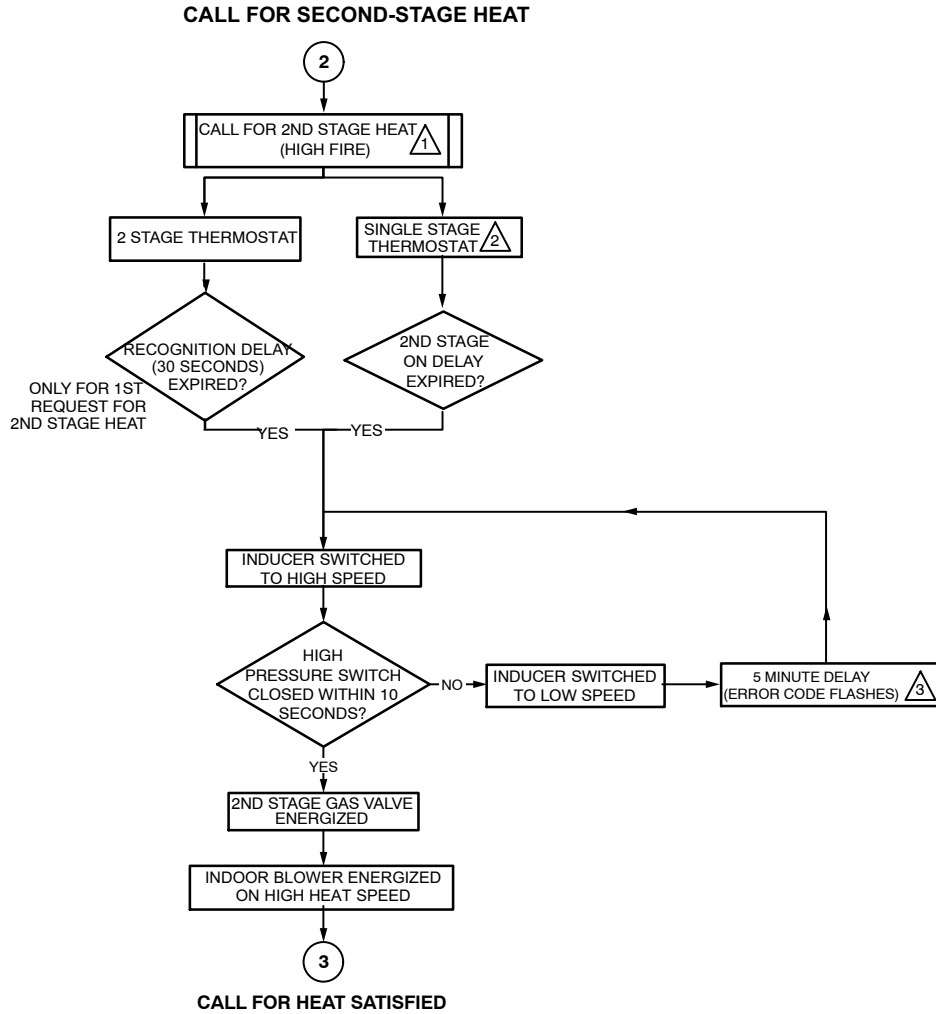 CALL FOR SECOND-STAGE HEAT
2
CALL FOR 2ND STAGE HEAT
(HIGH FIRE)
1
2 STAGE THERMOSTAT
SINGLE STAGE
THERMOSTAT
2
RECOGNITION DELAY
(30 SECONDS)
EXPIRED?
2ND STAGE
ON DELAY
EXPIRED?
ONLY FOR 1ST
REQUEST FOR
2ND STAGE HEAT
YES
YES
INDUCER SWITCHED
TO HIGH SPEED
HIGH
PRESSURE SWITCH
CLOSED WITHIN 10
SECONDS?
NO
INDUCER SWITCHED
TO LOW SPEED
5 MINUTE DELAY
(ERROR CODE FLASHES)
3
YES
2ND STAGE GAS VALVE
ENERGIZED
INDOOR BLOWER ENERGIZED
ON HIGH HEAT SPEED
3
CALL FOR HEAT SATISFIED